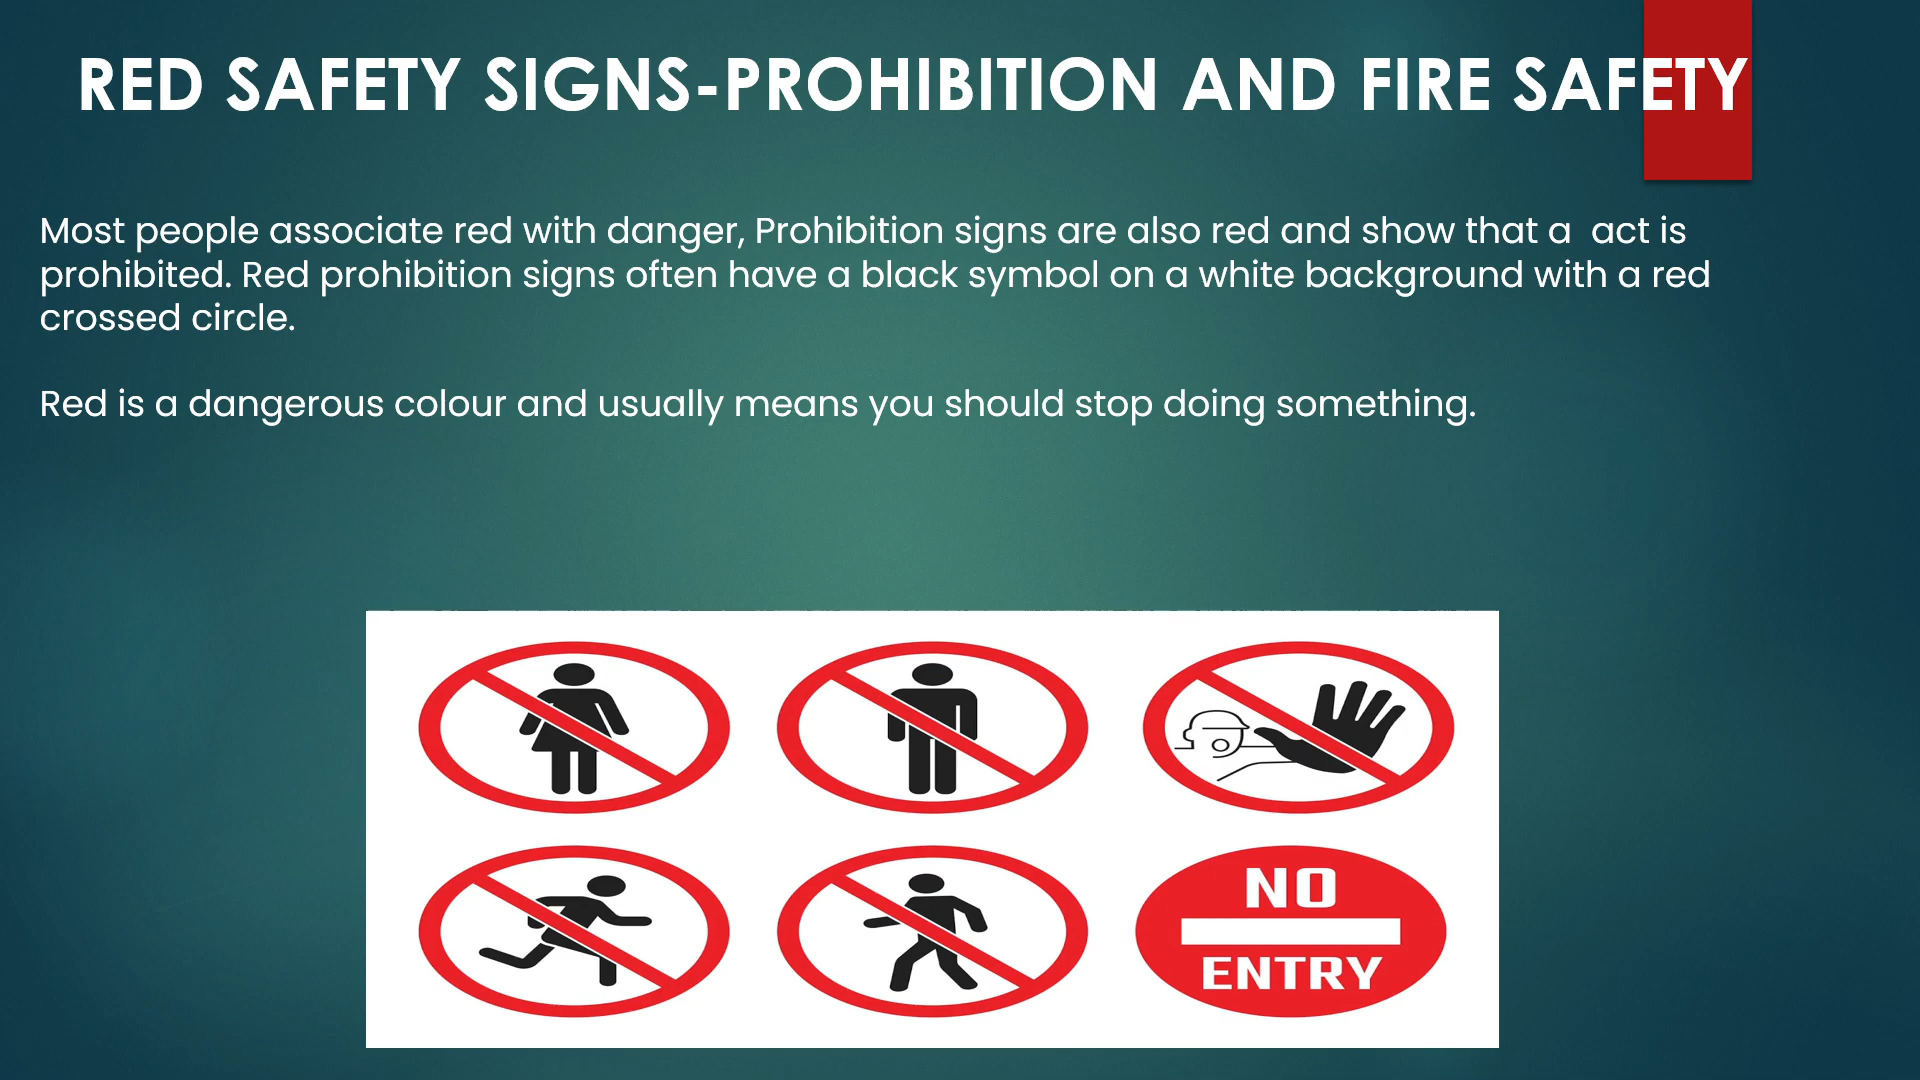 RED SAFETY SIGNS-PROHIBITION AND FIRE SAFETY
Most people associate red with danger, Prohibition signs are also red and show that a  act is
prohibited. Red prohibition signs often have a black symbol on a white background with a red
crossed circle.
Red is a dangerous colour and usually means you should stop doing something.
NO
ENTRY